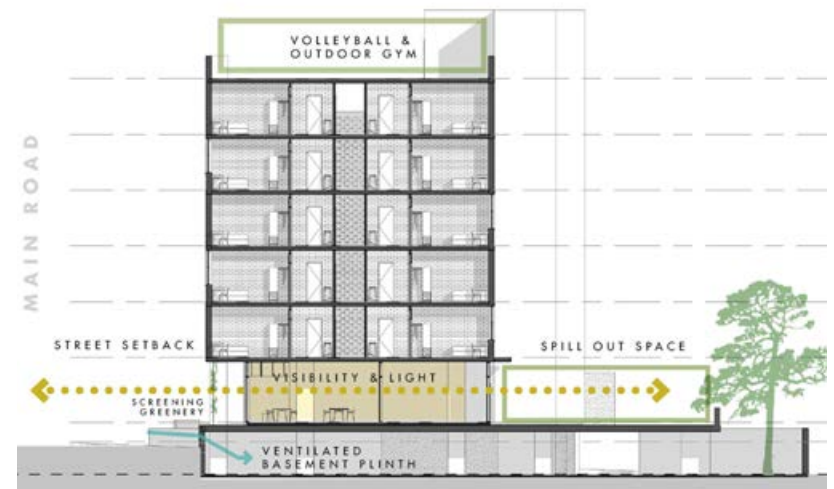 VOLLEYBALL &
OUTDOOR GYM
MAIN ROAD
STREET SETBACK
SPILL OUT SPACE
VISIBILITY & LIGHT
SCREENING
GREENERY
VENTILATED
BASEMENT PLINTH